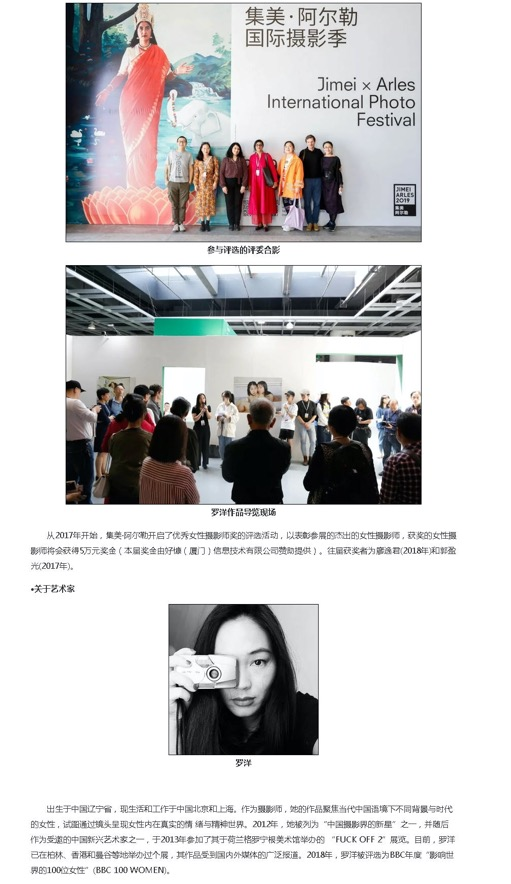 集美·阿尔勒
国际摄影季
Jimei × Arles
International Photo
Festival
JIMEI
ARLES
2019
集美
阿尔勒
参与评选的评委合影
罗洋作品导览现场
从2017年开始，集美·阿尔勒开启了优秀女性摄影师奖的评选活动，以表彰参展的杰出的女性摄影师，获奖的女性摄
影师将会获得5万元奖金（本届奖金由好慷（厦门）信息技术有限公司赞助提供）。往届获奖者为廖逸君(2018年)和郭盈
光(2017年)。
•关于艺术家
罗洋
出生于中国辽宁省，现生活和工作于中国北京和上海。作为摄影师，她的作品聚焦当代中国语境下不同背景与时代
的女性，试图通过镜头呈现女性内在真实的情 绪与精神世界。2012年，她被列为“中国摄影界的新星”之一，并随后
作为受邀的中国新兴艺术家之一，于2013年参加了其于荷兰格罗宁根美术馆举办的 “FUCK OFF 2”展览。目前，罗洋
已在柏林、香港和曼谷等地举办过个展，其作品受到国内外媒体的广泛报道。2018年，罗洋被评选为BBC年度“影响世
界的100位女性”(BBC 100 WOMEN)。